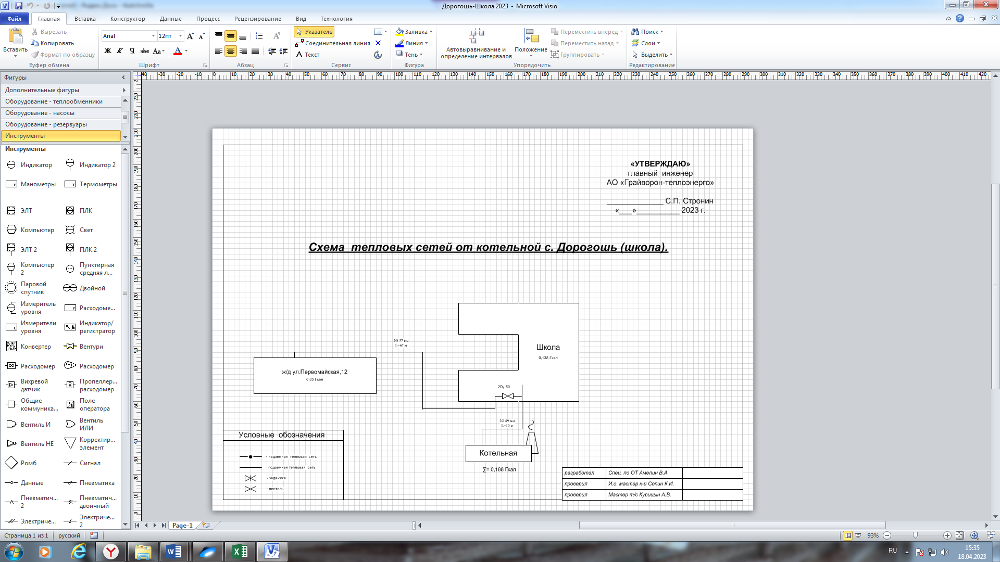 Дорогошь-Школа 2023 - Microsoft Visio
Файл
Главная
Вставка
Конструктор
Данные
Процесс
Рецензирование
Вид
Технология
Вставить
Вырезать
Копировать
Формат по образцу
Буфер обмена
Arial
12пт
Ж К Ч abc Aa A
Шрифт
Абзац
Указатель
Соединительная линия
Текст
Сервис
Заливка
Линия
Тень
Фигура
Автовыравнивание и
определение интервалов
Положение
Переместить вперед
Переместить назад
Группировать
Упорядочить
Поиск
Слои
Выделить
Редактирование
Фигуры
Дополнительные фигуры
Оборудование - теплообменники
Оборудование - насосы
Оборудование - резервуары
Инструменты
Инструменты
Индикатор
Индикатор 2
Манометры
Термометры
ЭЛТ
ПЛК
Компьютер
Свет
ЭЛТ 2
ПЛК 2
Компьютер
2
Пунктирная
средняя л...
Паровой
спутник
Двойной
Измеритель
уровня
Расходоме...
Измерители
уровня
Индикатор/
регистратор
Конвертер
Вентури
Расходомер
Расходомер
Вихревой
датчик
Пропеллер...
расходомер
Общие
коммуника...
Поле
оператора
Вентиль И
Вентиль
ИЛИ
Вентиль НЕ
Корректир...
элемент
Ромб
Сигнал
Данные
Пневматика
Пневматич...
2
Пневматич...
двоичный
Электриче...
Электриче...
2
«УТВЕРЖДАЮ»
главный инженер
АО «Грайворон-теплоэнерго»
_____________ С.П. Стронин
«___»__________ 2023 г.
Схема тепловых сетей от котельной с. Дорогошь (школа).
2Ø 57 мм
L=67 м
ж/д ул.Первомайская,12
0,05 Гкал
Школа
0,138 Гкал
2Dу 50
2Ø 89 мм
L=10 м
Котельная
∑= 0,188 Гкал
Условные обозначения
- надземная тепловая сеть
подземная тепловая сеть
- задвижка
- вентиль
разработал Спец. по ОТ Амелин В.А.
проверил И.о. мастер к-й Сопин К.И.
проверил Мастер т/с Курицын А.В.
Page-1
Страница 1 из 1
русский
93%
RU
15:35
18.04.2023